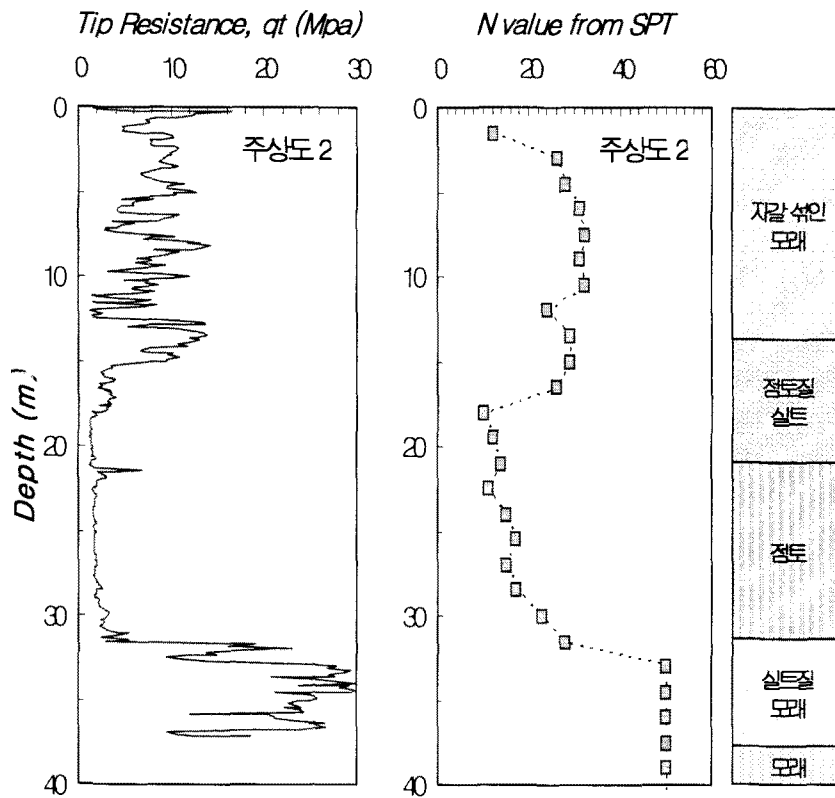 Tip Resistance, qt (Mpa)
0 10 20 30
N value from SPT
0 20 40 60
Depth (m)
0
10
20
30
40
주상도 2
0
10
20
30
40
주상도 2
자갈 섞인
모래
점토질
실트
점토
실트질
모래
모래